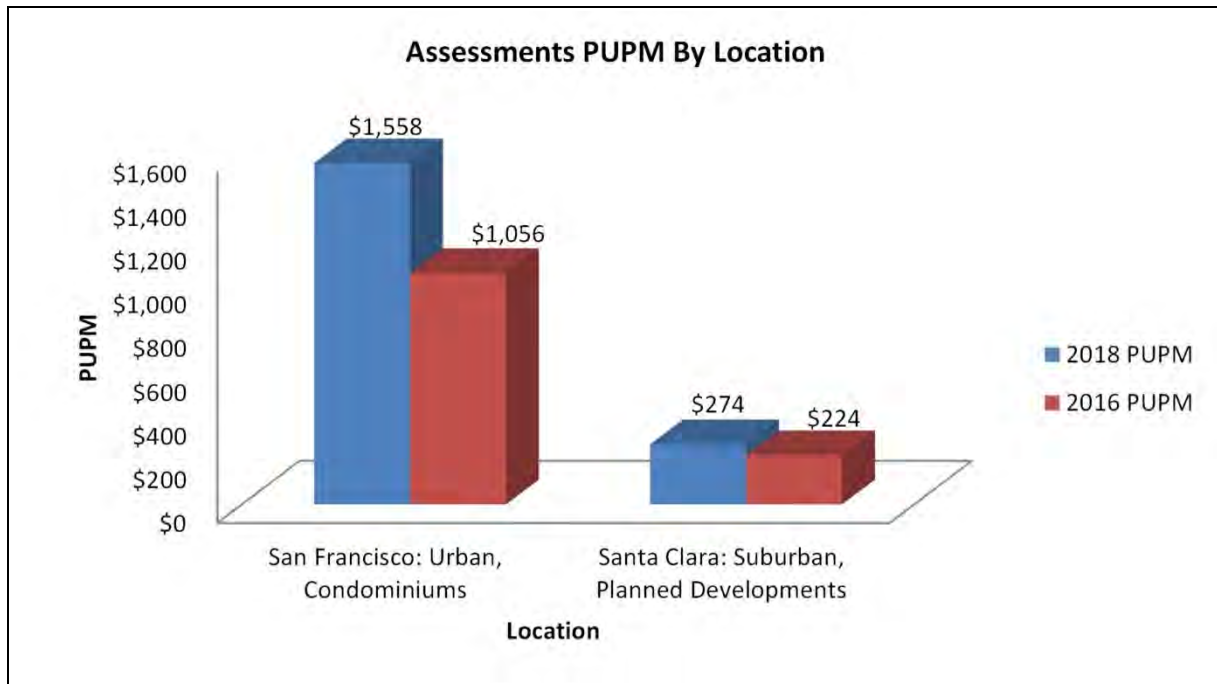 Assessments PUPM By Location
$1,558
$1,600
$1,400
$1,056
$1,200
$1,000
$800
$600
$400
$200
$0
PUPM
$274
$224
2018 PUPM
2016 PUPM
San Francisco: Urban,
Condominiums
Santa Clara: Suburban,
Planned Developments
Location